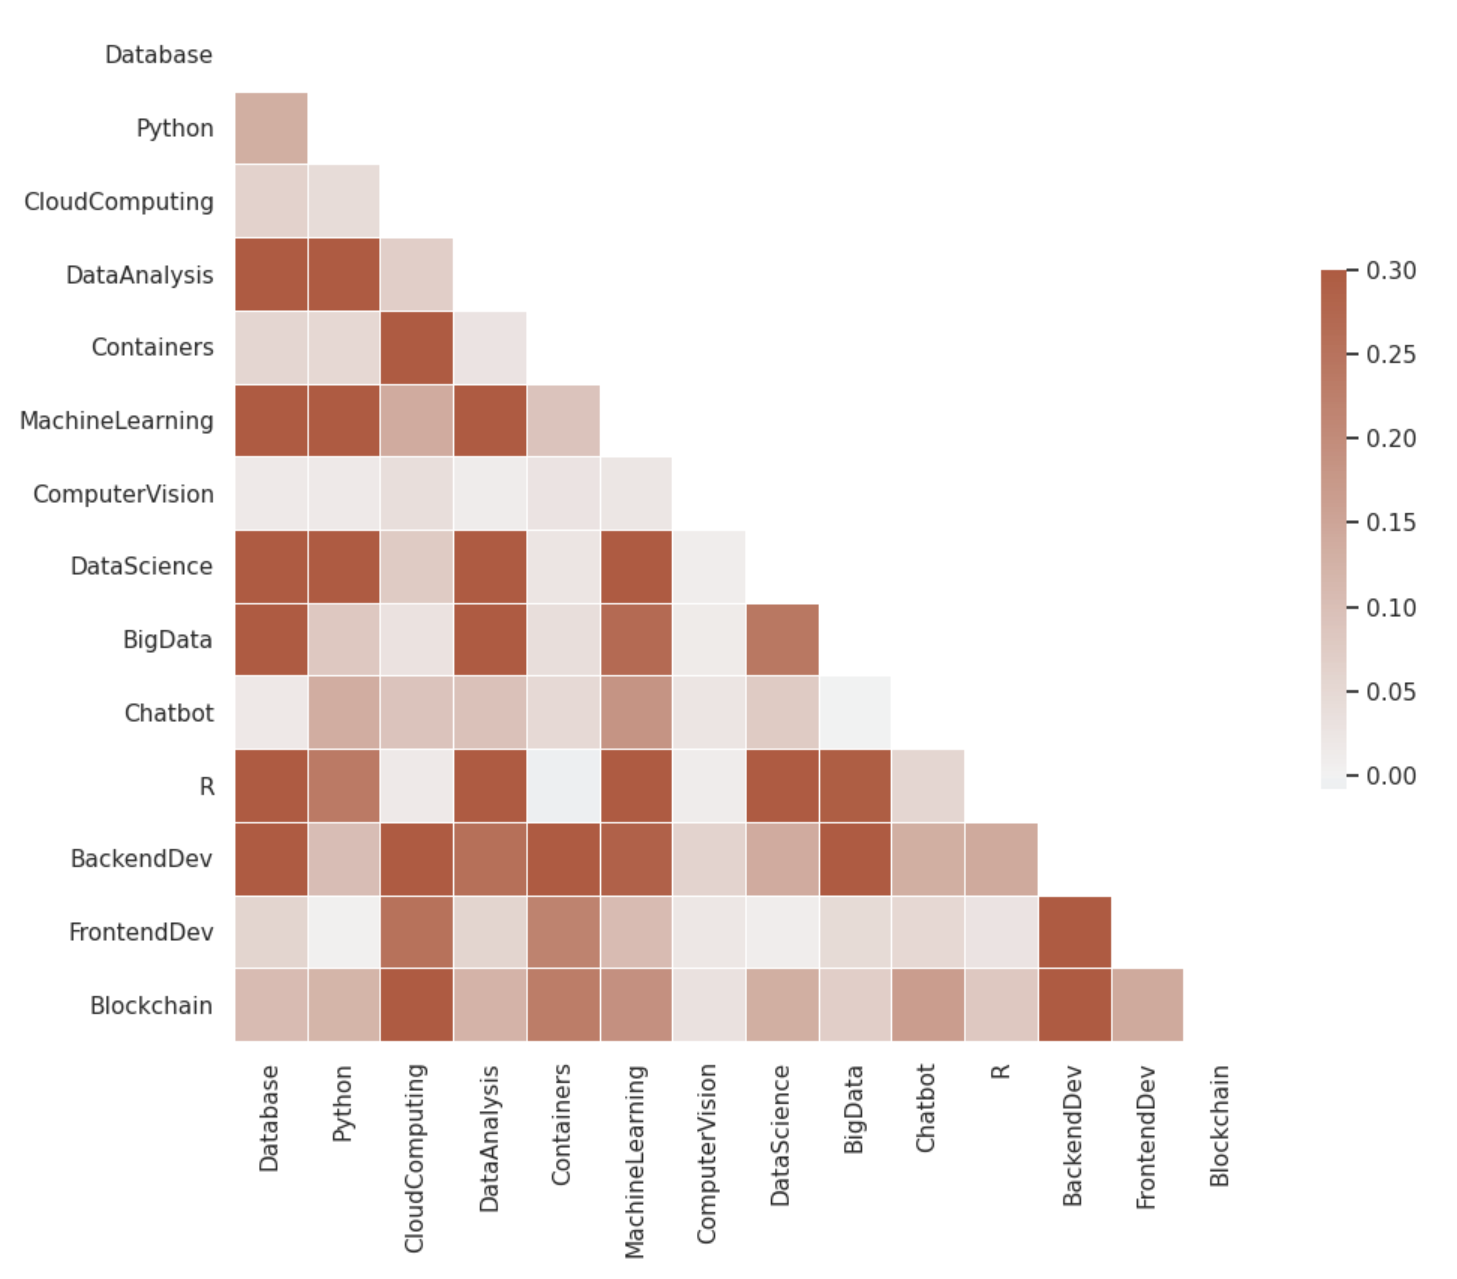 Database
Python
CloudComputing
DataAnalysis
Containers
MachineLearning
ComputerVision
DataScience
BigData
Chatbot
R
BackendDev
FrontendDev
Blockchain
Database
Python
CloudComputing
DataAnalysis
Containers
MachineLearning
ComputerVision
DataScience
BigData
Chatbot
R
BackendDev
FrontendDev
Blockchain
0.30
0.25
0.20
0.15
0.10
0.05
0.00